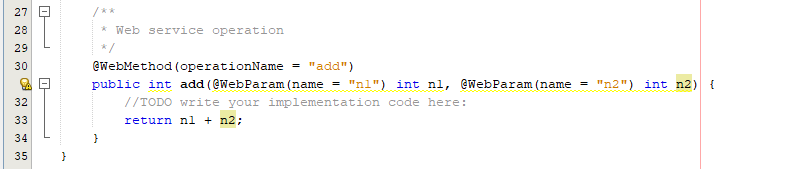 27 /**
28 * Web service operation
29 */
30 @WebMethod(operationName = "add")
public int add(@WebParam(name = "n1") int n1, @WebParam(name = "n2") int n2) {
32 //TODO write your implementation code here:
33 return n1 + n2;
34 }
35 }